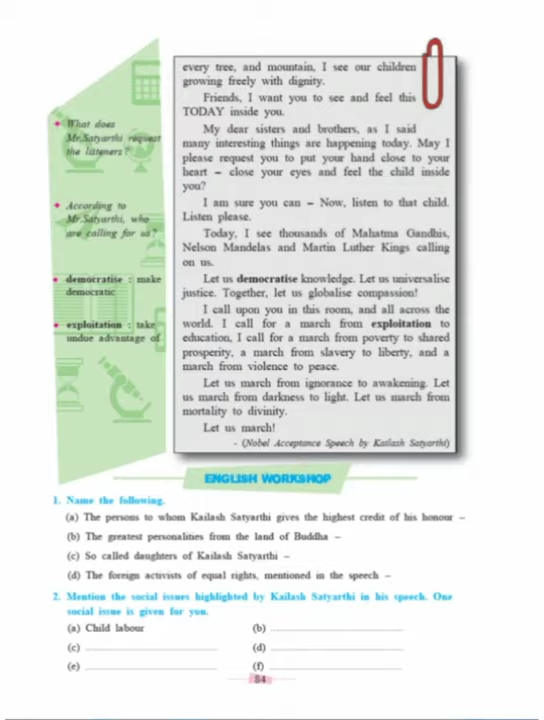 every tree, and mountain, I see our children
growing freely with dignity.
Friends, I want you to see and feel this
TODAY inside you.
My dear sisters and brothers, as I said
many interesting things are happening today. May I
please request you to put your hand close to your
heart – close your eyes and feel the child inside
you?
I am sure you can – Now, listen to that child.
Listen please.
Today, I see thousands of Mahatma Gandhis,
Nelson Mandelas and Martin Luther Kings calling
on us.
Let us democratise knowledge. Let us universalise
justice. Together, let us globalise compassion!
I call upon you in this room, and all across the
world. I call for a march from exploitation to
education, I call for a march from poverty to shared
prosperity, a march from slavery to liberty, and a
march from violence to peace.
Let us march from ignorance to awakening. Let
us march from darkness to light. Let us march from
mortality to divinity.
Let us march!
- (Nobel Acceptance Speech by Kailash Satyarthi)
What does
Mr.Satyarthi request
the listeners ?
According to
Mr.Satyarthi, who
are calling for us?
democratise : make
democratic
exploitation : take
undue advantage of
ENGLISH WORKSHOP
1. Name the following.
(a) The persons to whom Kailash Satyarthi gives the highest credit of his honour –
(b) The greatest personalities from the land of Buddha –
(c) So called daughters of Kailash Satyarthi –
(d) The foreign activists of equal rights, mentioned in the speech –
2. Mention the social issues highlighted by Kailash Satyarthi in his speech. One
social issue is given for you.
(a) Child labour (b)
(c) (d)
(e) (f)
84